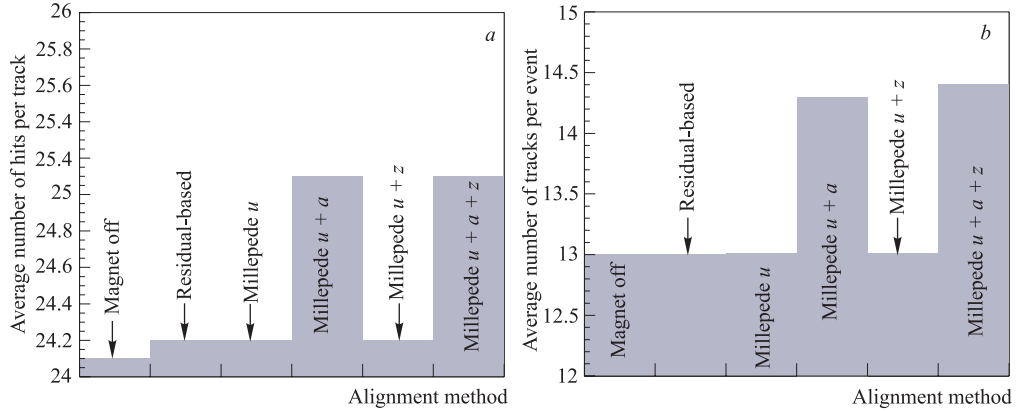 a
Average number of hits per track
26
25.8
25.6
25.4
25.4
25
24.8
24.6
24.4
24.2
24
Magnet off
Residual-based
Millepede u
Millepede u + a
Millepede u + z
Millepede u + a + z
Alignment method
b
Average number of tracks per event
15
14.5
14
13.5
13
12.5
12
Magnet off
Residual-based
Millepede u
Millepede u + a
Millepede u + z
Millepede u + a + z
Alignment method